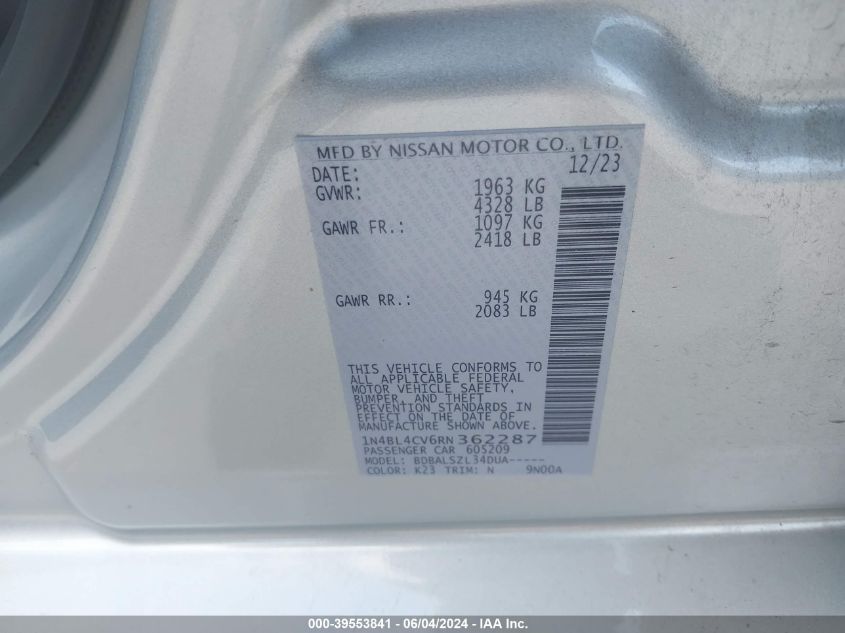 MFD BY NISSAN MOTOR CO., LTD.
DATE: 12/23
GVWR: 1963 KG
4328 LB
GAWR FR.: 1097 KG
2418 LB
GAWR RR.: 945 KG
2083 LB
THIS VEHICLE CONFORMS TO
ALL APPLICABLE FEDERAL
MOTOR VEHICLE SAFETY,
BUMPER, AND THEFT
PREVENTION STANDARDS IN
EFFECT ON THE DATE OF
MANUFACTURE SHOWN ABOVE.
1N4BL4CV6RN362287
PASSENGER CAR 605209
MODEL: BDBALSZL34DUA-----
COLOR: K23 TRIM: N 9N00A
000-39553841 - 06/04/2024 - IAA Inc.